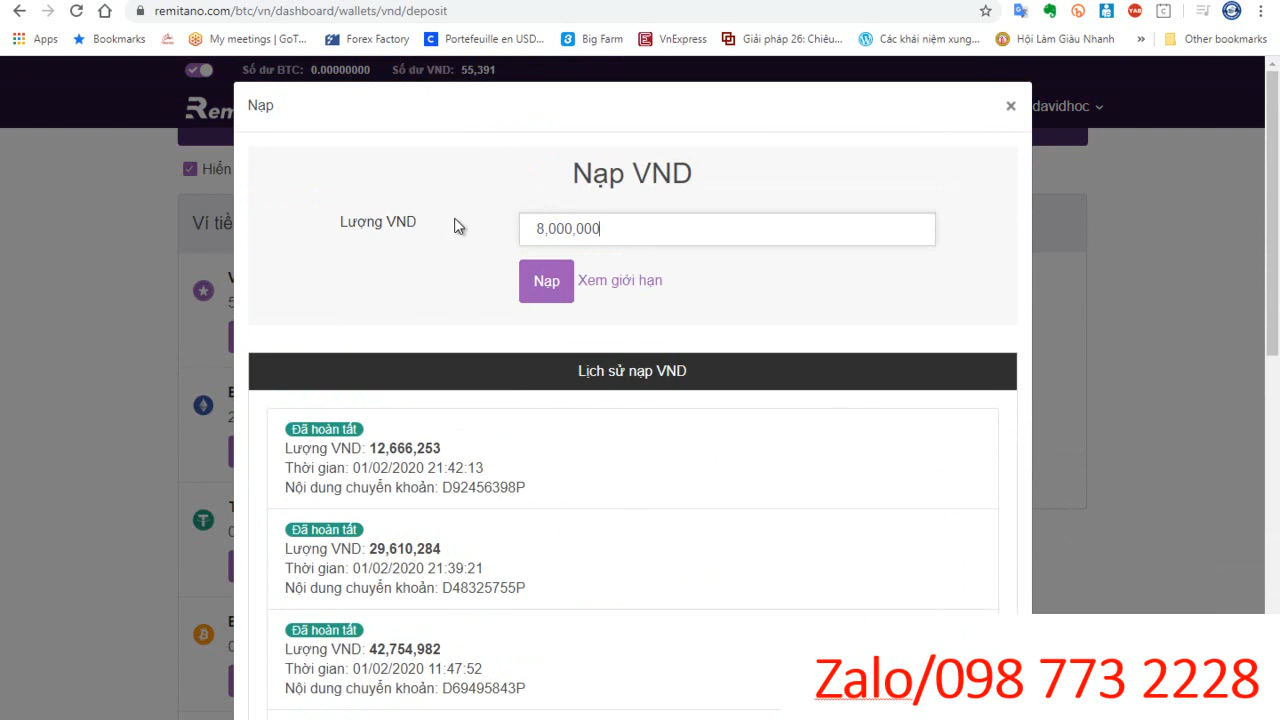 remitano.com/btc/vn/dashboard/wallets/vnd/deposit
Apps Bookmarks My meetings | GoT... Forex Factory Portefeuille en USD... Big Farm VnExpress Giải pháp 26: Chiêu... Các khái niệm xung... Hội Làm Giàu Nhanh » Other bookmarks
Số dư BTC: 0.00000000 Số dư VND: 55,391
Rem
davidhoc
Nạp ×
Hiển
Nạp VND
Ví tiề
Lượng VND 8,000,000
Nạp Xem giới hạn
Lịch sử nạp VND
Đã hoàn tất
Lượng VND: 12,666,253
Thời gian: 01/02/2020 21:42:13
Nội dung chuyển khoản: D92456398P
Đã hoàn tất
Lượng VND: 29,610,284
Thời gian: 01/02/2020 21:39:21
Nội dung chuyển khoản: D48325755P
Đã hoàn tất
Lượng VND: 42,754,982
Thời gian: 01/02/2020 11:47:52
Nội dung chuyển khoản: D69495843P
Zalo/098 773 2228